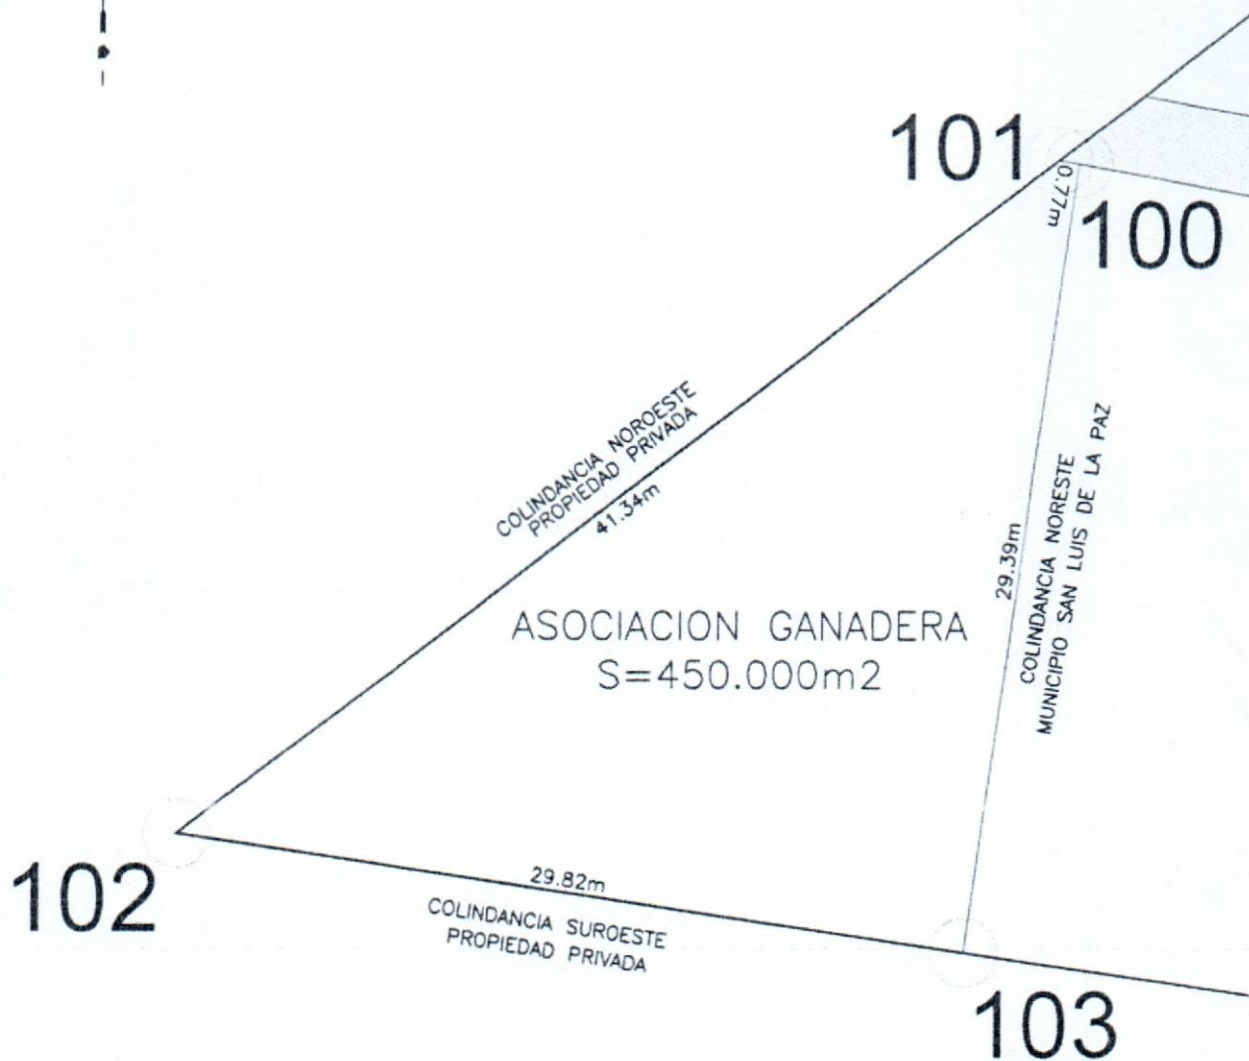 101
0.77m
100
COLINDANCIA NOROESTE
PROPIEDAD PRIVADA
41.34m
29.39m
COLINDANCIA NORESTE
MUNICIPIO SAN LUIS DE LA PAZ
ASOCIACION GANADERA
S=450.000m2
102
29.82m
COLINDANCIA SUROESTE
PROPIEDAD PRIVADA
103